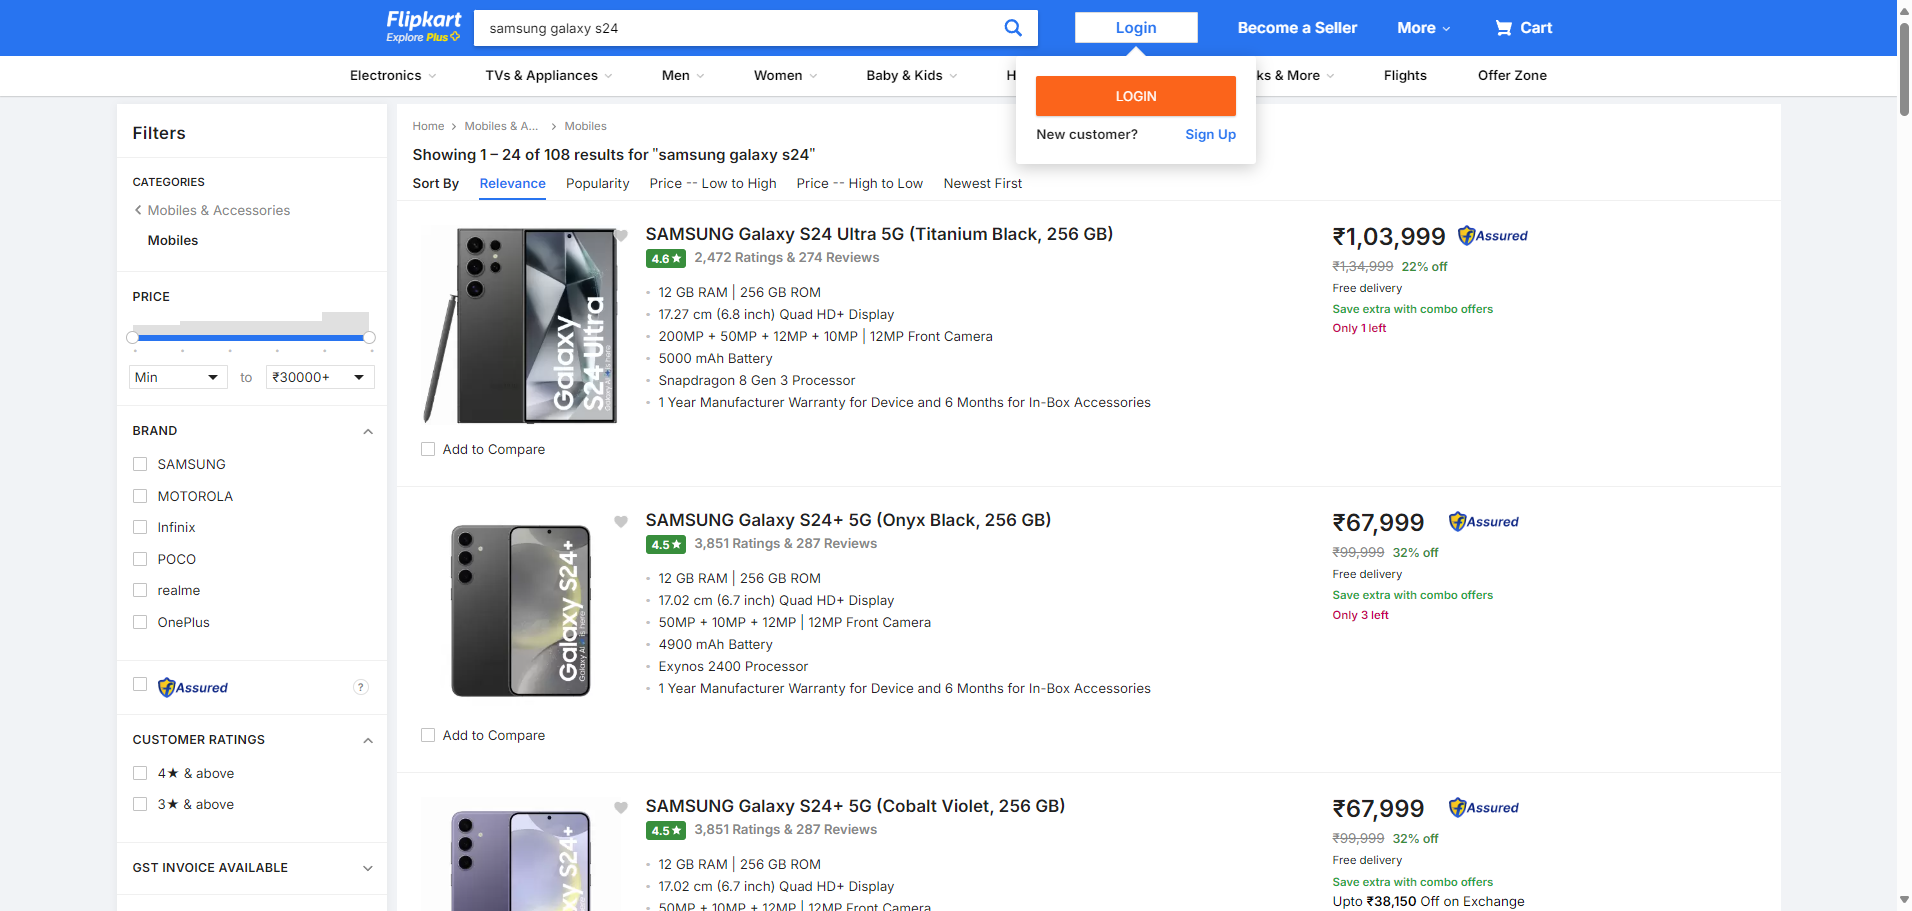 Flipkart
Explore Plus
samsung galaxy s24
Login
Become a Seller
More
Cart
Electronics
TVs & Appliances
Men
Women
Baby & Kids
H
ks & More
Flights
Offer Zone
LOGIN
New customer?
Sign Up
Filters
CATEGORIES
Mobiles & Accessories
Mobiles
PRICE
Min
to
₹30000+
BRAND
SAMSUNG
MOTOROLA
Infinix
POCO
realme
OnePlus
Assured
?
CUSTOMER RATINGS
4★ & above
3★ & above
GST INVOICE AVAILABLE
Home
Mobiles & A...
Mobiles
Showing 1 – 24 of 108 results for "samsung galaxy s24"
Sort By
Relevance
Popularity
Price -- Low to High
Price -- High to Low
Newest First
Galaxy
S24 Ultra
Galaxy AI is here
Add to Compare
SAMSUNG Galaxy S24 Ultra 5G (Titanium Black, 256 GB)
4.6★
2,472 Ratings & 274 Reviews
12 GB RAM | 256 GB ROM
17.27 cm (6.8 inch) Quad HD+ Display
200MP + 50MP + 12MP + 10MP | 12MP Front Camera
5000 mAh Battery
Snapdragon 8 Gen 3 Processor
1 Year Manufacturer Warranty for Device and 6 Months for In-Box Accessories
₹1,03,999
Assured
₹1,34,999 22% off
Free delivery
Save extra with combo offers
Only 1 left
Galaxy S24+
Galaxy AI is here
Add to Compare
SAMSUNG Galaxy S24+ 5G (Onyx Black, 256 GB)
4.5★
3,851 Ratings & 287 Reviews
12 GB RAM | 256 GB ROM
17.02 cm (6.7 inch) Quad HD+ Display
50MP + 10MP + 12MP | 12MP Front Camera
4900 mAh Battery
Exynos 2400 Processor
1 Year Manufacturer Warranty for Device and 6 Months for In-Box Accessories
₹67,999
Assured
₹99,999 32% off
Free delivery
Save extra with combo offers
Only 3 left
xy S24+
SAMSUNG Galaxy S24+ 5G (Cobalt Violet, 256 GB)
4.5★
3,851 Ratings & 287 Reviews
12 GB RAM | 256 GB ROM
17.02 cm (6.7 inch) Quad HD+ Display
50MP + 10MP + 12MP | 12MP Front Camera
₹67,999
Assured
₹99,999 32% off
Free delivery
Save extra with combo offers
Upto ₹38,150 Off on Exchange